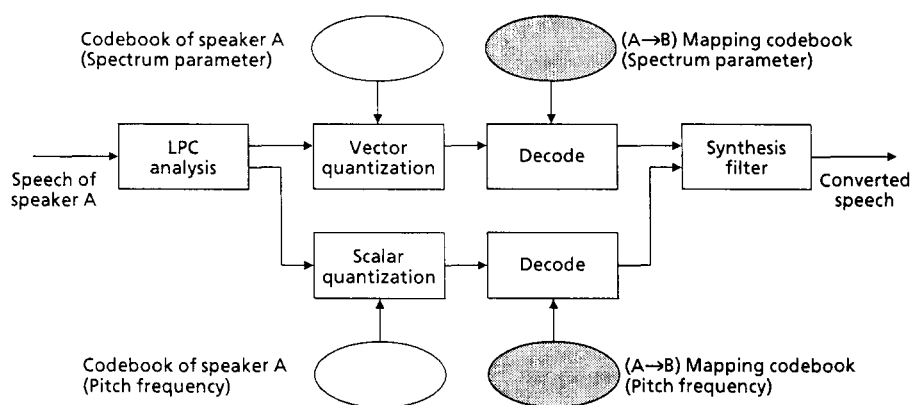 Codebook of speaker A
(Spectrum parameter)
(A→B) Mapping codebook
(Spectrum parameter)
LPC
analysis
Vector
quantization
Decode
Synthesis
filter
Speech of
speaker A
Converted
speech
Scalar
quantization
Decode
Codebook of speaker A
(Pitch frequency)
(A→B) Mapping codebook
(Pitch frequency)